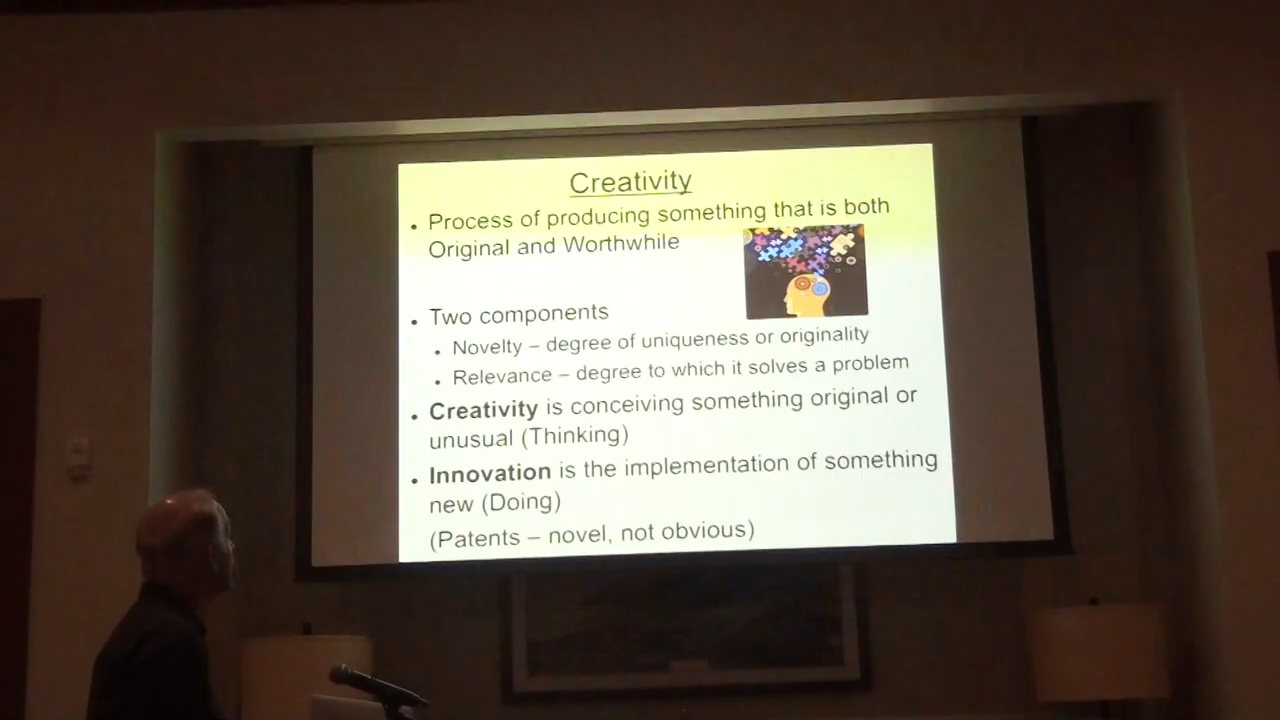 Creativity
• Process of producing something that is both
Original and Worthwhile
• Two components
• Novelty – degree of uniqueness or originality
• Relevance – degree to which it solves a problem
• Creativity is conceiving something original or
unusual (Thinking)
• Innovation is the implementation of something
new (Doing)
(Patents – novel, not obvious)